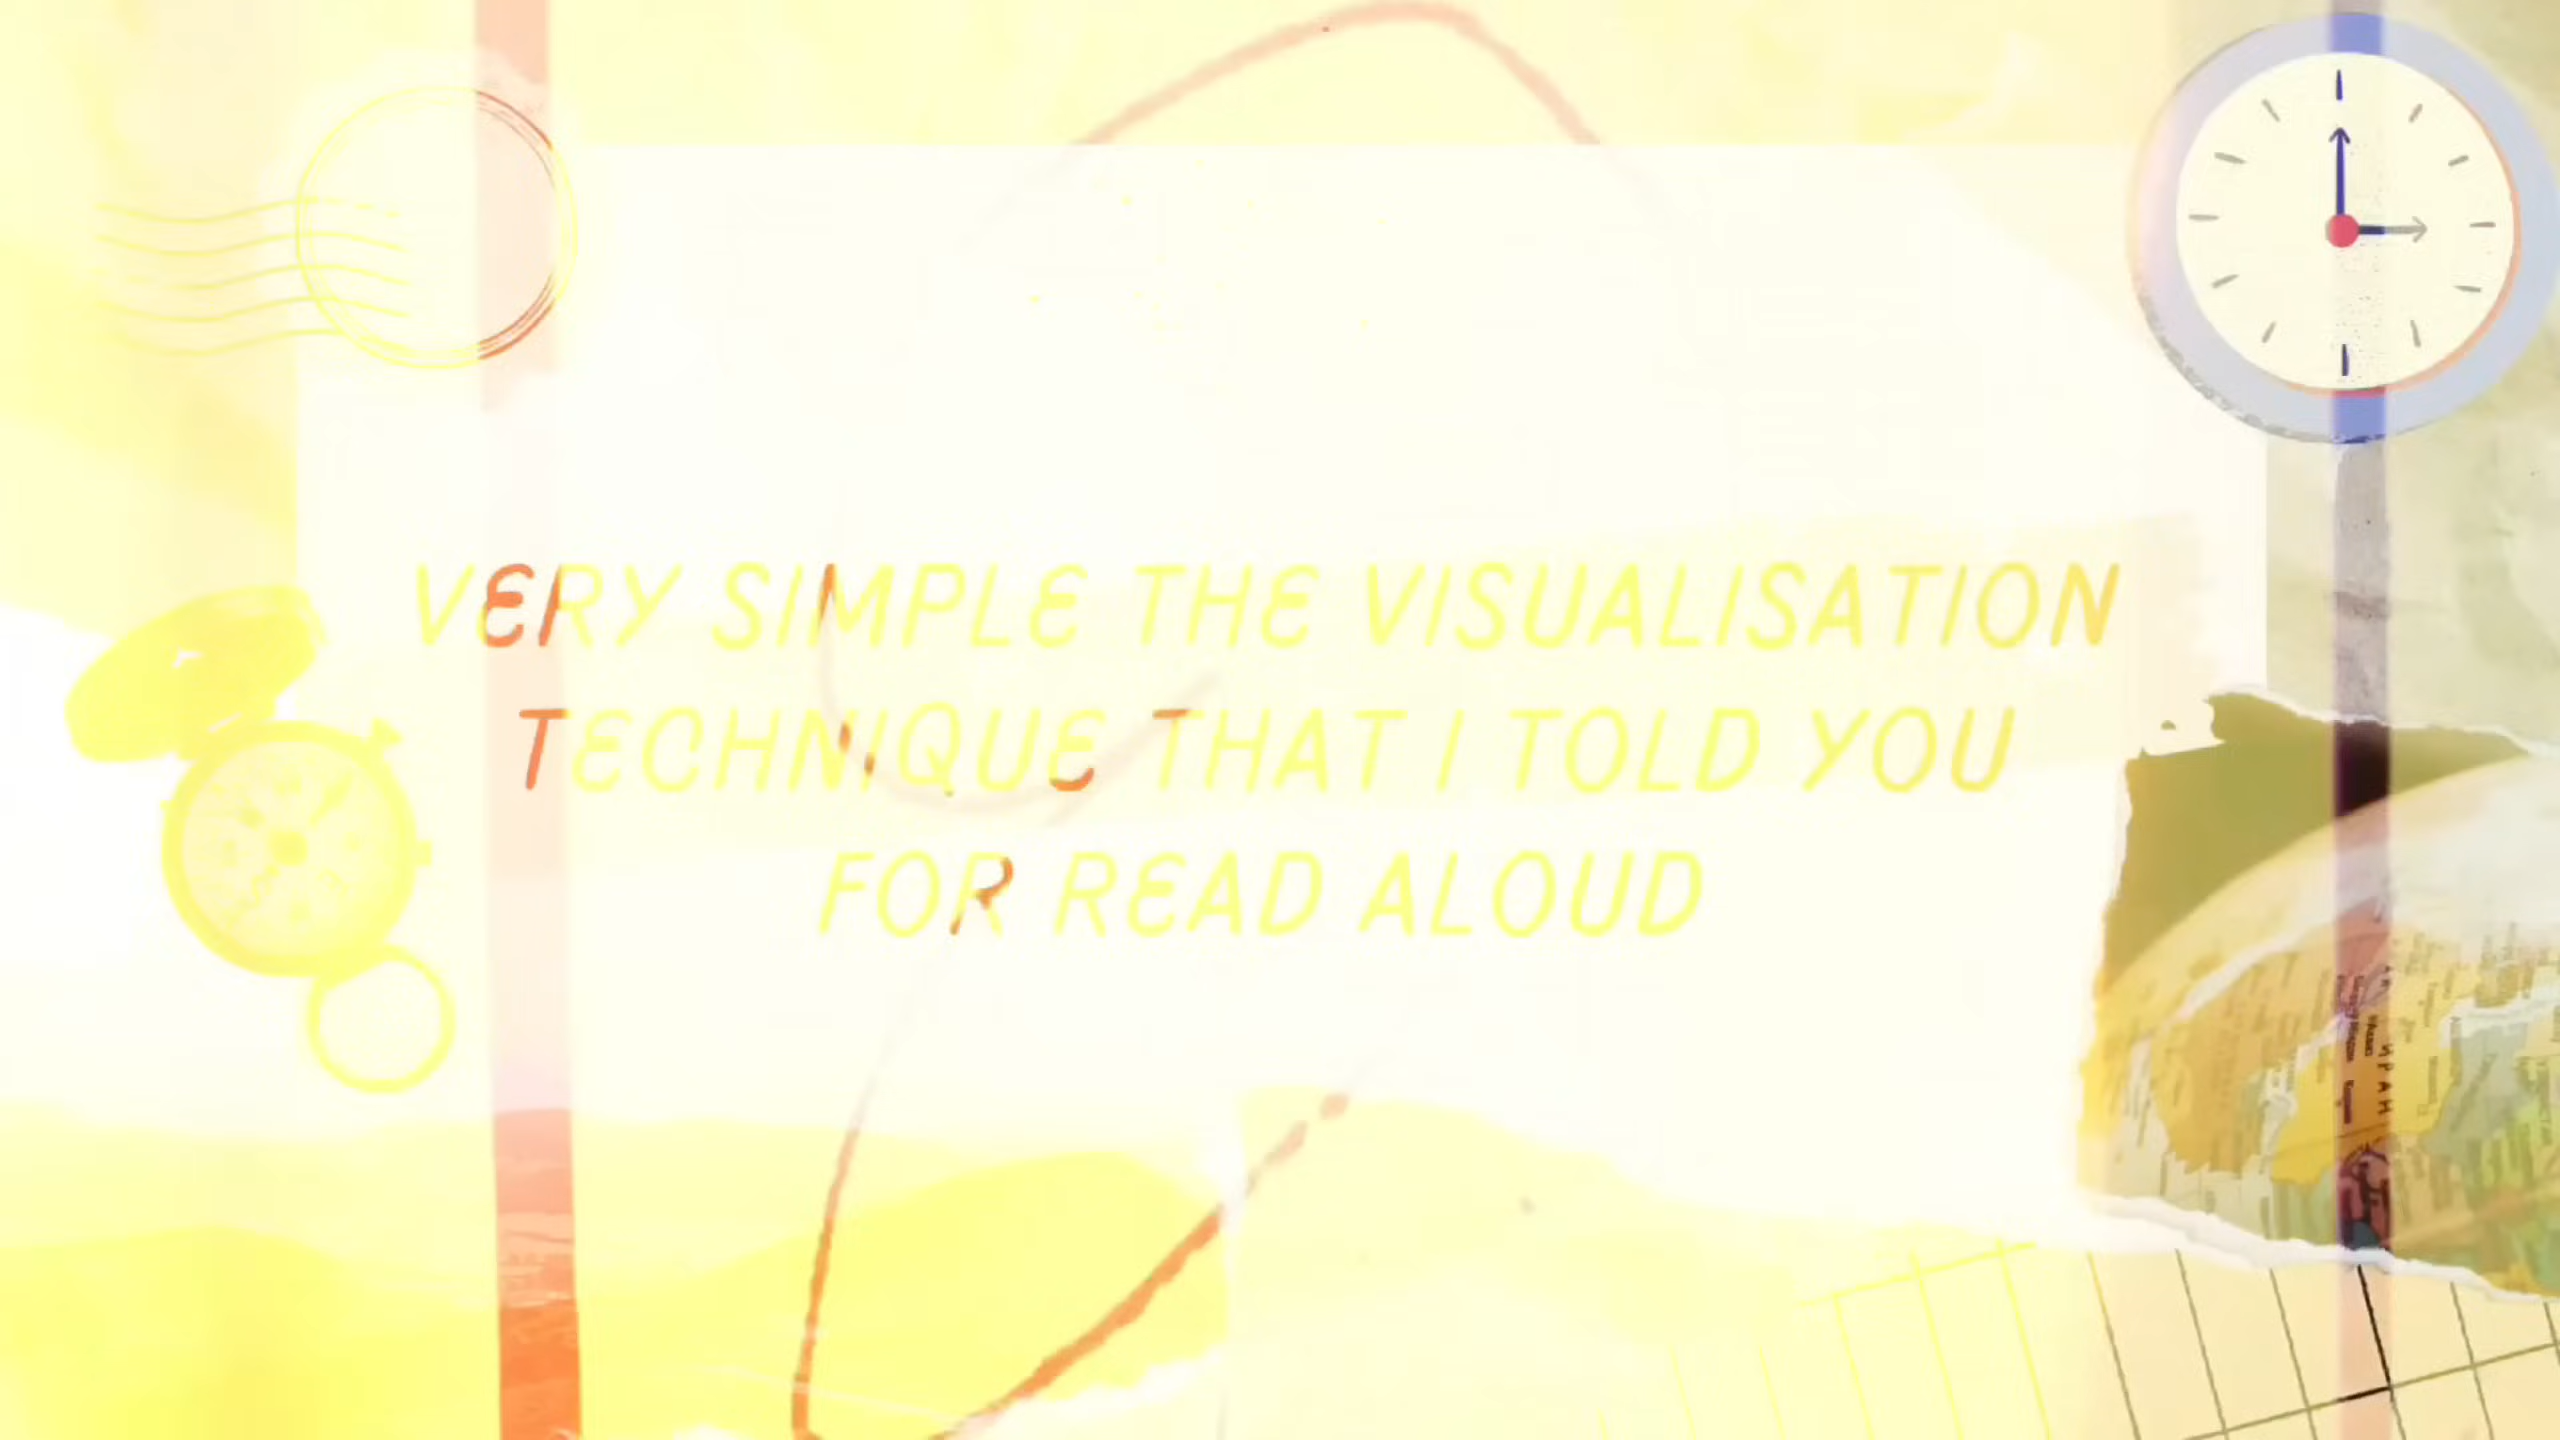 VERY SIMPLE THE VISUALISATION
TECHNIQUE THAT I TOLD YOU
FOR READ ALOUD